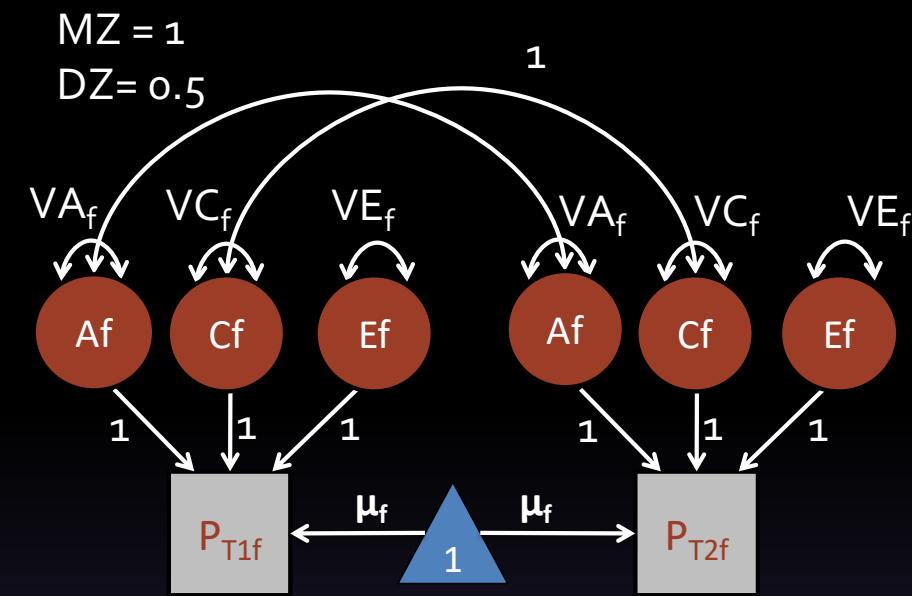 MZ = 1
DZ= 0.5
1
VAf VCf VEf VAf VCf VEf
Af Cf Ef Af Cf Ef
1 1 1 1 1 1
PT1f μf 1 μf PT2f